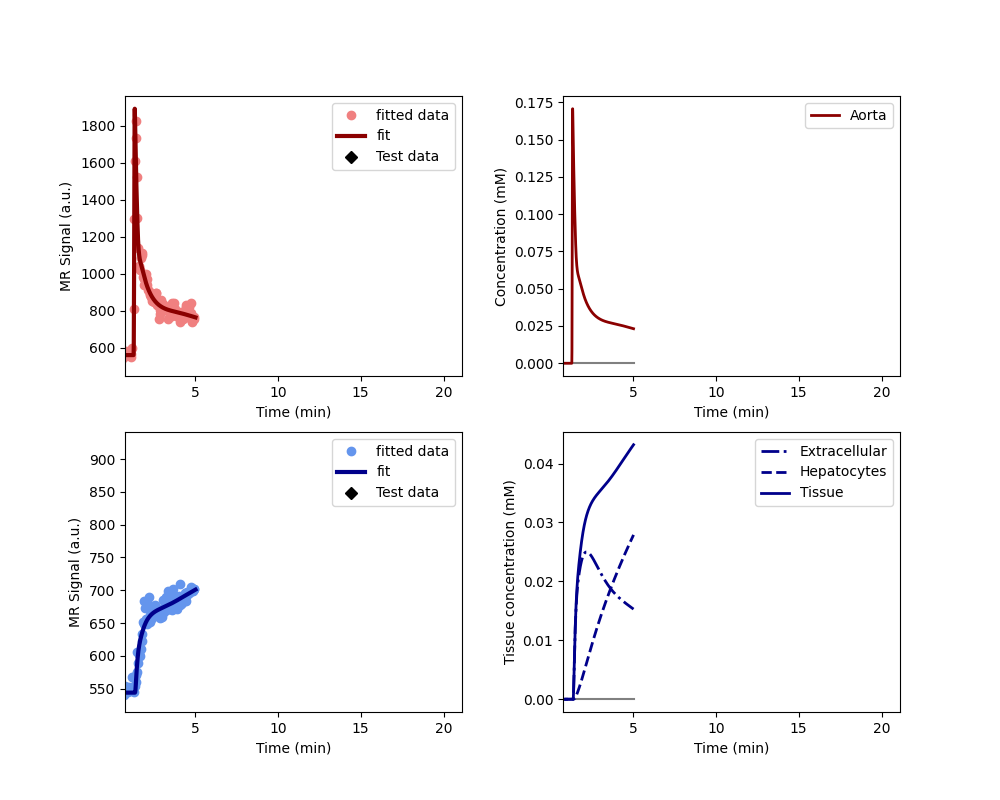 1800
1600
1400
1200
1000
800
600
MR Signal (a.u.)
5
10
15
20
Time (min)
fitted data
fit
Test data
0.175
0.150
0.125
0.100
0.075
0.050
0.025
0.000
Concentration (mM)
5
10
15
20
Time (min)
Aorta
900
850
800
750
700
650
600
550
MR Signal (a.u.)
5
10
15
20
Time (min)
fitted data
fit
Test data
0.04
0.03
0.02
0.01
0.00
Tissue concentration (mM)
5
10
15
20
Time (min)
Extracellular
Hepatocytes
Tissue